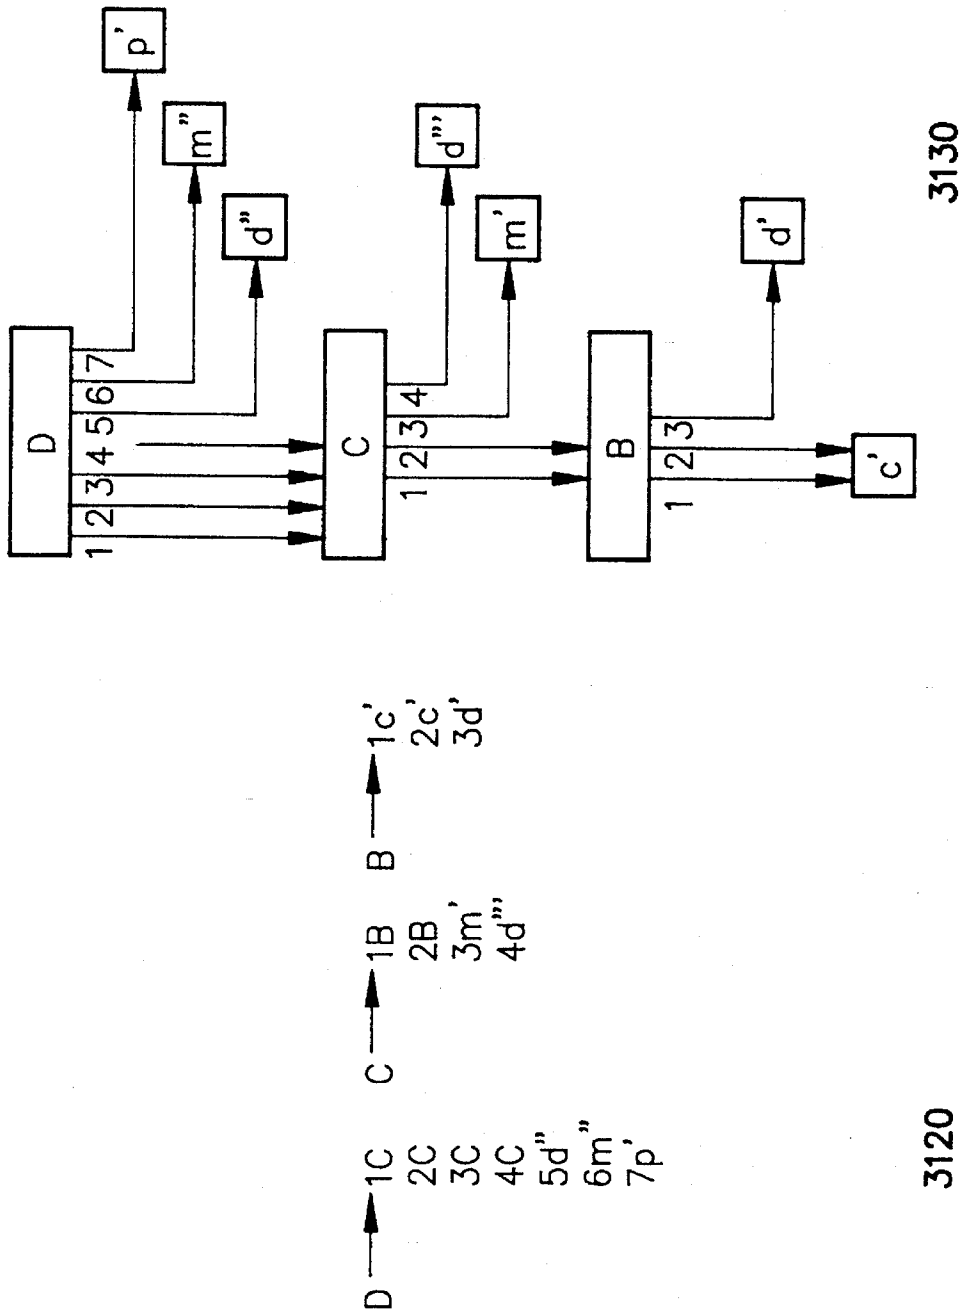 D → 1C C → 1B B → 1c'
2C 2B 2c'
3C 3m' 3d'
4C 4d'''
5d''
6m''
7p'
3120
D
1 2 3 4 5 6 7
p'
m''
d''
C
1 2 3 4
d'''
m'
B
1 2 3
d'
c'
3130